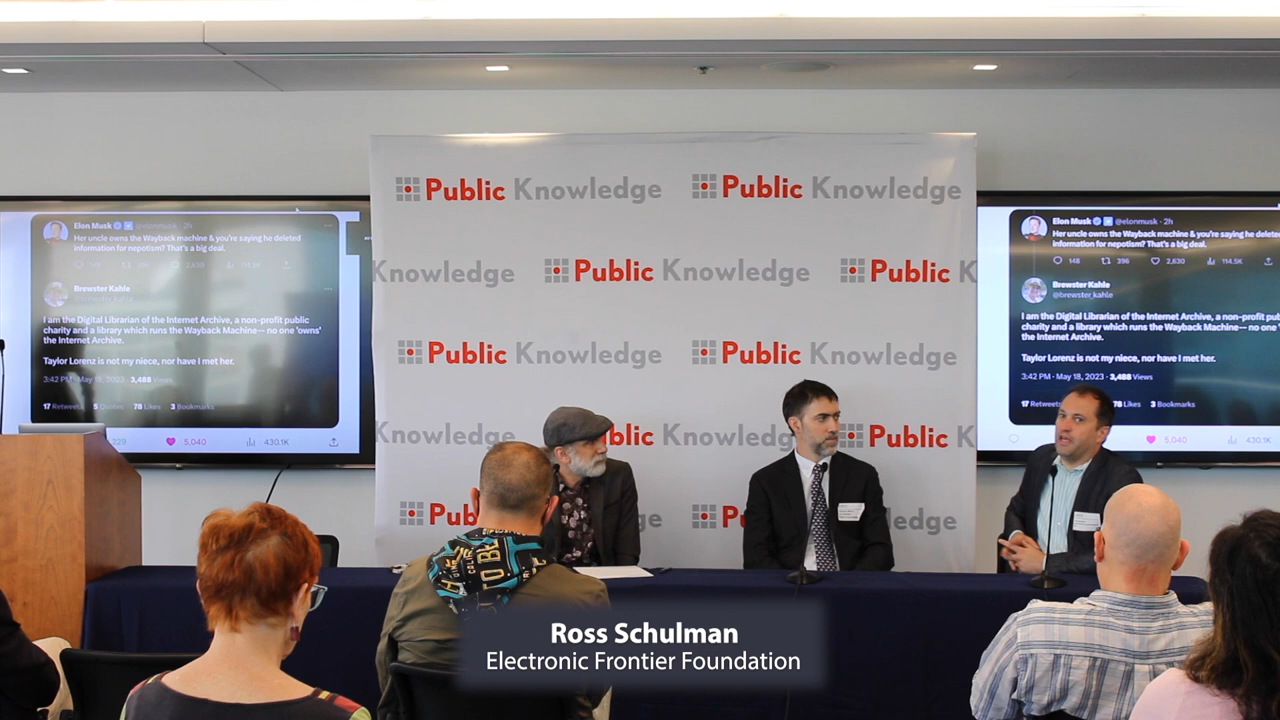 Public Knowledge
Public Knowledge
Knowledge
Public Knowledge
Public K
Public Knowledge
Public Knowledge
Knowledge
Public Knowledge
Public K
Elon Musk @elonmusk · 2h
Her uncle owns the Wayback machine & you're saying he deleted
information for nepotism? That's a big deal.
Brewster Kahle
@brewster_kahle
I am the Digital Librarian of the Internet Archive, a non-profit public
charity and a library which runs the Wayback Machine-- no one 'owns'
the Internet Archive.
Taylor Lorenz is not my niece, nor have I met her.
3:42 PM · May 18, 2023 · 3,488 Views
17 Retweets 5 Quotes 78 Likes 3 Bookmarks
229 5,040 430.1K
Elon Musk @elonmusk · 2h
Her uncle owns the Wayback machine & you're saying he deleted
information for nepotism? That's a big deal.
148 396 2,630 114.5K
Brewster Kahle
@brewster_kahle
I am the Digital Librarian of the Internet Archive, a non-profit pub
charity and a library which runs the Wayback Machine-- no one
the Internet Archive.
Taylor Lorenz is not my niece, nor have I met her.
3:42 PM · May 18, 2023 · 3,488 Views
17 Retweets 78 Likes 3 Bookmarks
5,040 430.1K
Ross Schulman
Electronic Frontier Foundation